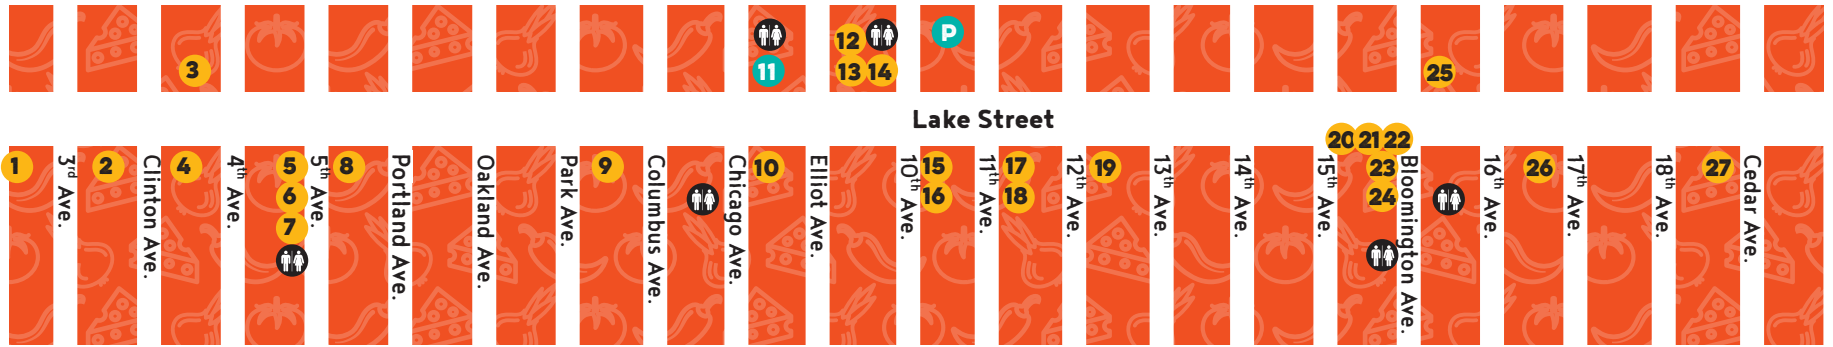 3
11
12
13 14
P
25
Lake Street
1
3rd Ave.
2
Clinton Ave.
4
4th Ave.
5
6
7
5th Ave.
8
Portland Ave.
Oakland Ave.
Park Ave.
9
Columbus Ave.
Chicago Ave.
10
Elliot Ave.
10th Ave.
15
16
11th Ave.
17
18
12th Ave.
19
13th Ave.
14th Ave.
15th Ave.
20 21 22
23
24
Bloomington Ave.
16th Ave.
26
17th Ave.
18th Ave.
27
Cedar Ave.